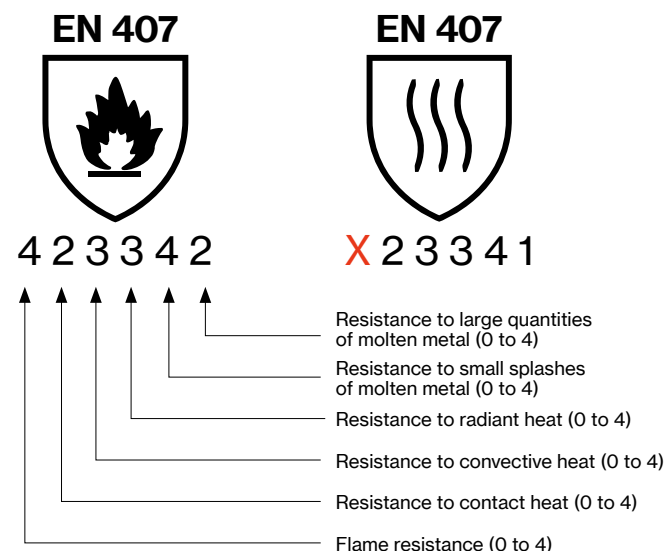 EN 407
EN 407
4 2 3 3 4 2
X 2 3 3 4 1
Resistance to large quantities
of molten metal (0 to 4)
Resistance to small splashes
of molten metal (0 to 4)
Resistance to radiant heat (0 to 4)
Resistance to convective heat (0 to 4)
Resistance to contact heat (0 to 4)
Flame resistance (0 to 4)